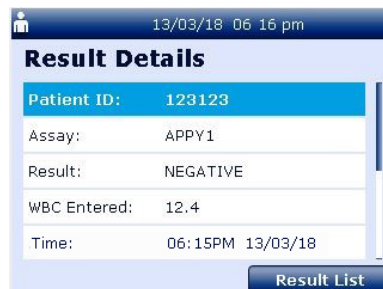 13/03/18 06 16 pm
Result Details
Patient ID: 123123
Assay: APPY1
Result: NEGATIVE
WBC Entered: 12.4
Time: 06:15PM 13/03/18
Result List